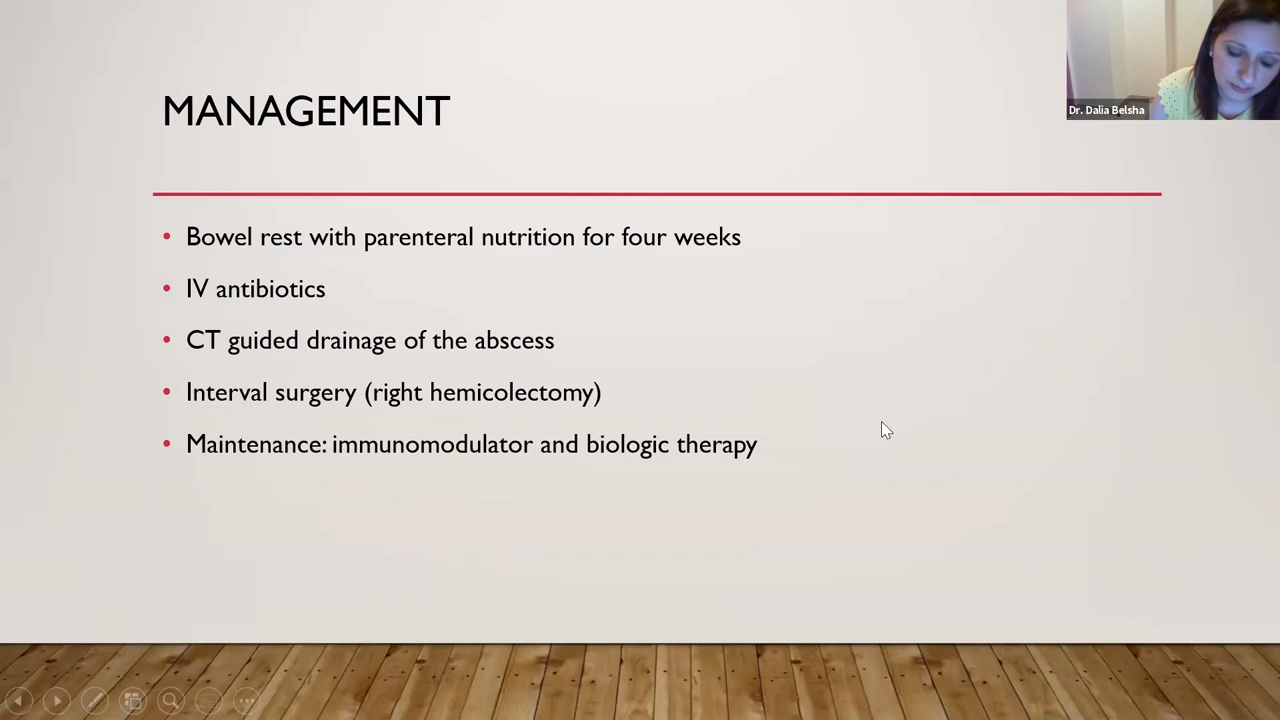 Dr. Dalia Belsha
MANAGEMENT
• Bowel rest with parenteral nutrition for four weeks
• IV antibiotics
• CT guided drainage of the abscess
• Interval surgery (right hemicolectomy)
• Maintenance: immunomodulator and biologic therapy